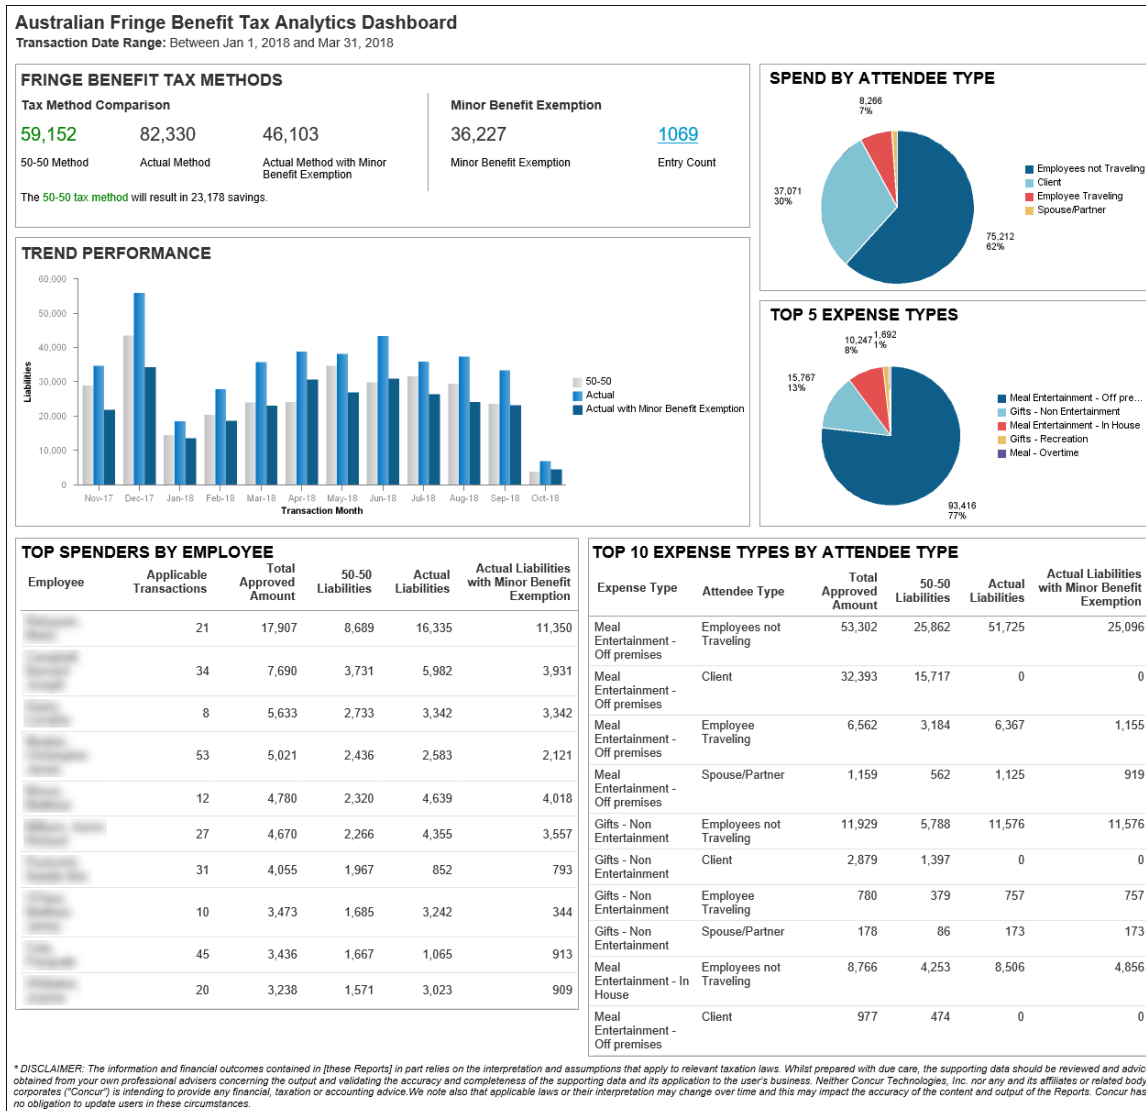 Australian Fringe Benefit Tax Analytics Dashboard
Transaction Date Range: Between Jan 1, 2018 and Mar 31, 2018
FRINGE BENEFIT TAX METHODS
Tax Method Comparison
59,152 82,330 46,103
50-50 Method Actual Method Actual Method with Minor
Benefit Exemption
The 50-50 tax method will result in 23,178 savings.
Minor Benefit Exemption
36,227 1069
Minor Benefit Exemption Entry Count
SPEND BY ATTENDEE TYPE
8,266
7%
37,071
30%
75,212
62%
Employees not Traveling
Client
Employee Traveling
Spouse/Partner
TREND PERFORMANCE
Liabilities
60,000
50,000
40,000
30,000
20,000
10,000
0
Nov-17 Dec-17 Jan-18 Feb-18 Mar-18 Apr-18 May-18 Jun-18 Jul-18 Aug-18 Sep-18 Oct-18
Transaction Month
50-50
Actual
Actual with Minor Benefit Exemption
TOP 5 EXPENSE TYPES
10,247 1,692
8% 1%
15,767
13%
93,416
77%
Meal Entertainment - Off pre...
Gifts - Non Entertainment
Meal Entertainment - In House
Gifts - Recreation
Meal - Overtime
TOP SPENDERS BY EMPLOYEE
Employee Applicable Transactions Total Approved Amount 50-50 Liabilities Actual Liabilities Actual Liabilities with Minor Benefit Exemption
21 17,907 8,689 16,335 11,350
34 7,690 3,731 5,982 3,931
8 5,633 2,733 3,342 3,342
53 5,021 2,436 2,583 2,121
12 4,780 2,320 4,639 4,018
27 4,670 2,266 4,355 3,557
31 4,055 1,967 852 793
10 3,473 1,685 3,242 344
45 3,436 1,667 1,065 913
20 3,238 1,571 3,023 909
TOP 10 EXPENSE TYPES BY ATTENDEE TYPE
Expense Type Attendee Type Total Approved Amount 50-50 Liabilities Actual Liabilities Actual Liabilities with Minor Benefit Exemption
Meal Entertainment - Off premises Employees not Traveling 53,302 25,862 51,725 25,096
Meal Entertainment - Off premises Client 32,393 15,717 0 0
Meal Entertainment - Off premises Employee Traveling 6,562 3,184 6,367 1,155
Meal Entertainment - Off premises Spouse/Partner 1,159 562 1,125 919
Gifts - Non Entertainment Employees not Traveling 11,929 5,788 11,576 11,576
Gifts - Non Entertainment Client 2,879 1,397 0 0
Gifts - Non Entertainment Employee Traveling 780 379 757 757
Gifts - Non Entertainment Spouse/Partner 178 86 173 173
Meal Entertainment - In House Employees not Traveling 8,766 4,253 8,506 4,856
Meal Entertainment - Off premises Client 977 474 0 0
* DISCLAIMER: The information and financial outcomes contained in [these Reports] in part relies on the interpretation and assumptions that apply to relevant taxation laws. Whilst prepared with due care, the supporting data should be reviewed and advic
obtained from your own professional advisers concerning the output and validating the accuracy and completeness of the supporting data and its application to the user's business. Neither Concur Technologies, Inc. nor any and its affiliates or related body
corporates ("Concur") is intending to provide any financial, taxation or accounting advice.We note also that applicable laws or their interpretation may change over time and this may impact the accuracy of the content and output of the Reports. Concur ha
no obligation to update users in these circumstances.